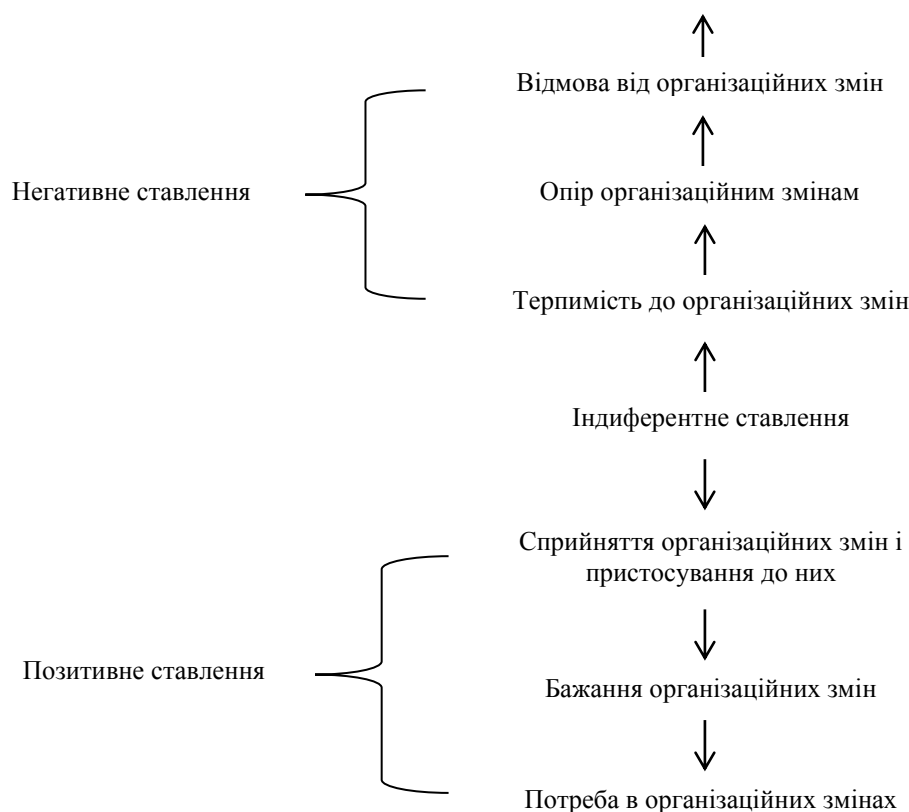 Відмова від організаційних змін
Негативне ставлення
Опір організаційним змінам
Терпимість до організаційних змін
Індиферентне ставлення
Сприйняття організаційних змін і
пристосування до них
Позитивне ставлення
Бажання організаційних змін
Потреба в організаційних змінах